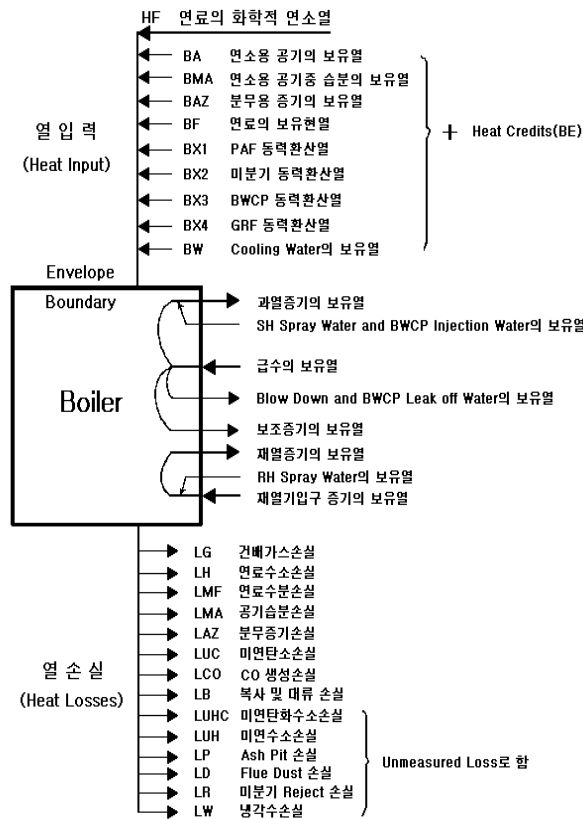 HF 연료의 화학적 연소열
BA 연소용 공기의 보유열
BMA 연소용 공기중 습분의 보유열
BAZ 분무용 증기의 보유열
BF 연료의 보유현열
BX1 PAF 동력환산열
BX2 미분기 동력환산열
BX3 BWCP 동력환산열
BX4 GRF 동력환산열
BW Cooling Water의 보유열
열 입 력
(Heat Input)
+ Heat Credits(BE)
Envelope
Boundary
Boiler
과열증기의 보유열
SH Spray Water and BWCP Injection Water의 보유열
급수의 보유열
Blow Down and BWCP Leak off Water의 보유열
보조증기의 보유열
재열증기의 보유열
RH Spray Water의 보유열
재열기입구 증기의 보유열
LG 건배가스손실
LH 연료수소손실
LMF 연료수분손실
LMA 공기습분손실
LAZ 분무증기손실
LUC 미연탄소손실
LCO CO 생성손실
LB 복사 및 대류 손실
LUHC 미연탄화수소손실
LUH 미연수소손실
LP Ash Pit 손실
LD Flue Dust 손실
LR 미분기 Reject 손실
LW 냉각수손실
열 손 실
(Heat Losses)
Unmeasured Loss로 함